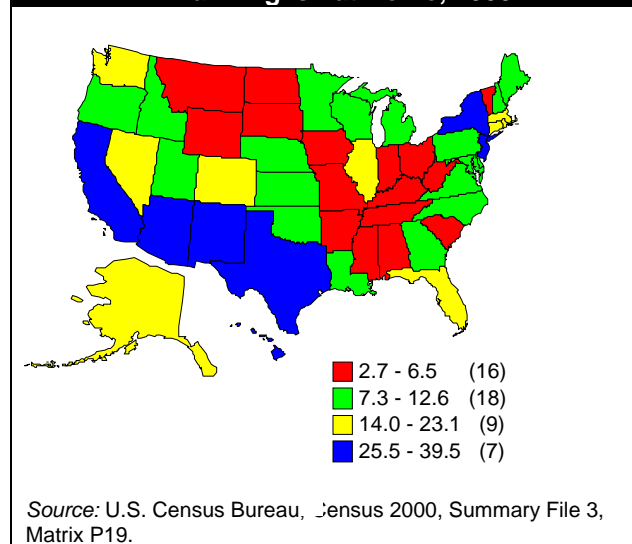 2.7 - 6.5 (16)
7.3 - 12.6 (18)
14.0 - 23.1 (9)
25.5 - 39.5 (7)
Source: U.S. Census Bureau, Census 2000, Summary File 3,
Matrix P19.